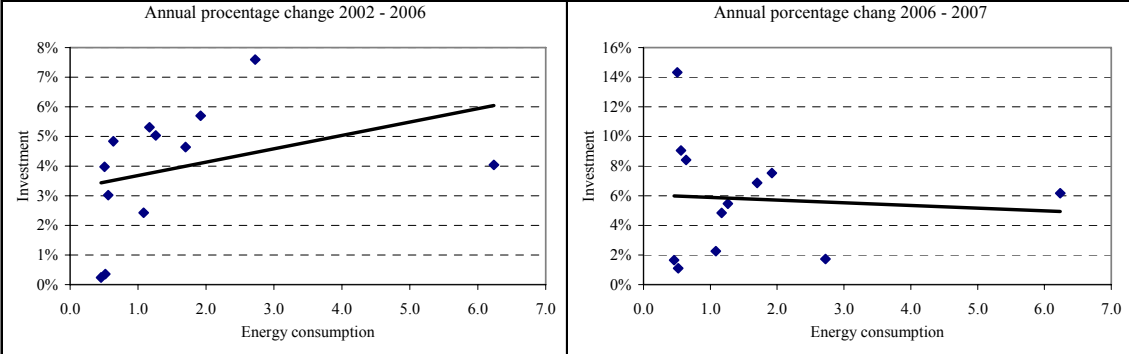 Annual procentage change 2002 - 2006
8%
7%
6%
5%
4%
3%
2%
1%
0%
Investment
0.0 1.0 2.0 3.0 4.0 5.0 6.0 7.0
Energy consumption
Annual porcentage chang 2006 - 2007
16%
14%
12%
10%
8%
6%
4%
2%
0%
Investment
0.0 1.0 2.0 3.0 4.0 5.0 6.0 7.0
Energy consumption